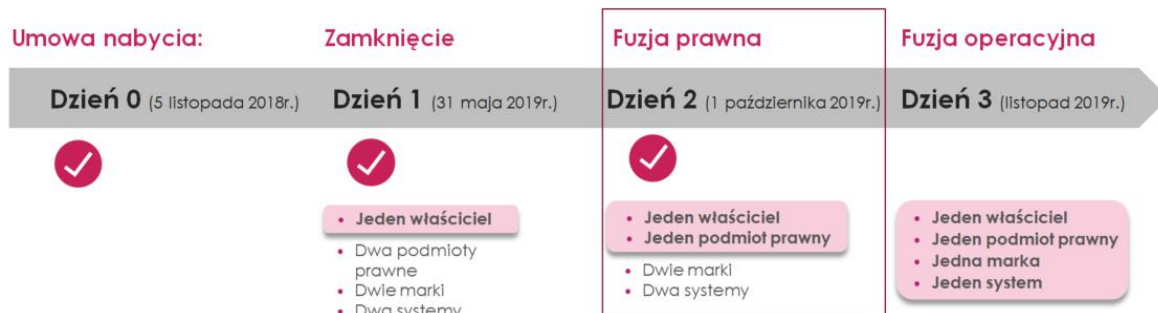 Umowa nabycia:
Zamknięcie
Fuzja prawna
Fuzja operacyjna
Dzień 0 (5 listopada 2018r.)
Dzień 1 (31 maja 2019r.)
Dzień 2 (1 października 2019r.)
Dzień 3 (listopad 2019r.)
• Jeden właściciel
• Dwa podmioty
prawne
• Dwie marki
• Dwa systemy
• Jeden właściciel
• Jeden podmiot prawny
• Dwie marki
• Dwa systemy
• Jeden właściciel
• Jeden podmiot prawny
• Jedna marka
• Jeden system